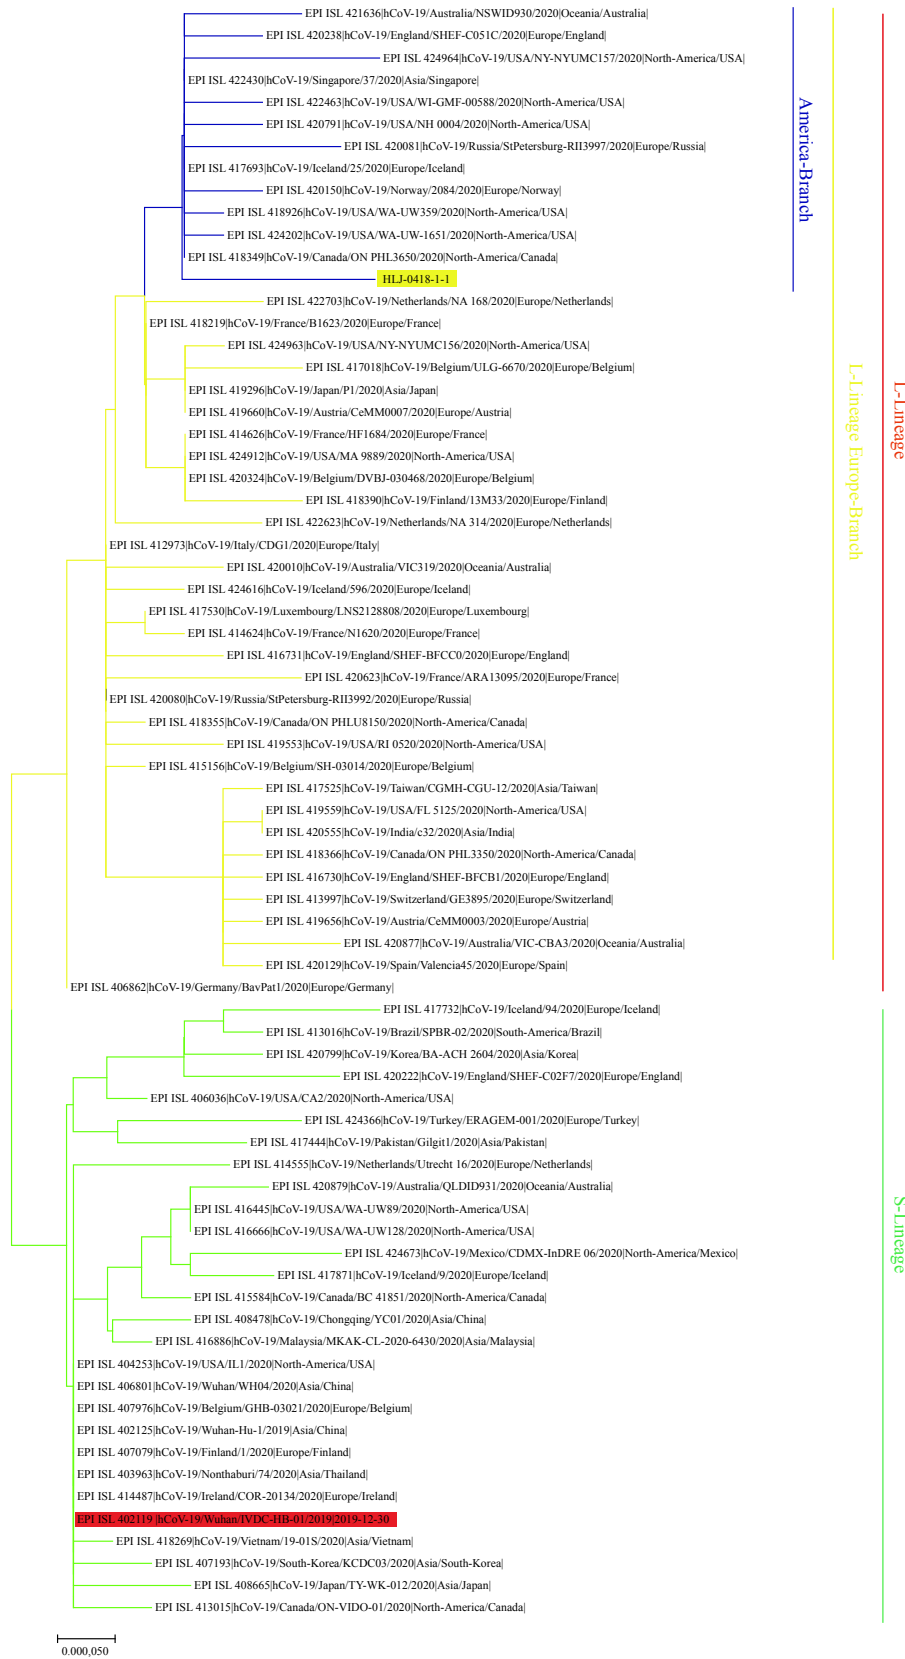 EPI ISL 421636|hCoV-19/Australia/NSWID930/2020|Oceania/Australia|
EPI ISL 420238|hCoV-19/England/SHEF-C051C/2020|Europe/England|
EPI ISL 424964|hCoV-19/USA/NY-NYUMC157/2020|North-America/USA|
EPI ISL 422430|hCoV-19/Singapore/37/2020|Asia/Singapore|
EPI ISL 422463|hCoV-19/USA/WI-GMF-00588/2020|North-America/USA|
EPI ISL 420791|hCoV-19/USA/NH 0004/2020|North-America/USA|
EPI ISL 420081|hCoV-19/Russia/StPetersburg-RII3997/2020|Europe/Russia|
EPI ISL 417693|hCoV-19/Iceland/25/2020|Europe/Iceland|
EPI ISL 420150|hCoV-19/Norway/2084/2020|Europe/Norway|
EPI ISL 418926|hCoV-19/USA/WA-UW359/2020|North-America/USA|
EPI ISL 424202|hCoV-19/USA/WA-UW-1651/2020|North-America/USA|
EPI ISL 418349|hCoV-19/Canada/ON PHL3650/2020|North-America/Canada|
HLJ-0418-1-1
America-Branch
EPI ISL 422703|hCoV-19/Netherlands/NA 168/2020|Europe/Netherlands|
EPI ISL 418219|hCoV-19/France/B1623/2020|Europe/France|
EPI ISL 424963|hCoV-19/USA/NY-NYUMC156/2020|North-America/USA|
EPI ISL 417018|hCoV-19/Belgium/ULG-6670/2020|Europe/Belgium|
EPI ISL 419296|hCoV-19/Japan/P1/2020|Asia/Japan|
EPI ISL 419660|hCoV-19/Austria/CeMM0007/2020|Europe/Austria|
EPI ISL 414626|hCoV-19/France/HF1684/2020|Europe/France|
EPI ISL 424912|hCoV-19/USA/MA 9889/2020|North-America/USA|
EPI ISL 420324|hCoV-19/Belgium/DVBJ-030468/2020|Europe/Belgium|
EPI ISL 418390|hCoV-19/Finland/13M33/2020|Europe/Finland|
EPI ISL 422623|hCoV-19/Netherlands/NA 314/2020|Europe/Netherlands|
EPI ISL 412973|hCoV-19/Italy/CDG1/2020|Europe/Italy|
EPI ISL 420010|hCoV-19/Australia/VIC319/2020|Oceania/Australia|
EPI ISL 424616|hCoV-19/Iceland/596/2020|Europe/Iceland|
EPI ISL 417530|hCoV-19/Luxembourg/LNS2128808/2020|Europe/Luxembourg|
EPI ISL 414624|hCoV-19/France/N1620/2020|Europe/France|
EPI ISL 416731|hCoV-19/England/SHEF-BFCC0/2020|Europe/England|
EPI ISL 420623|hCoV-19/France/ARA13095/2020|Europe/France|
EPI ISL 420080|hCoV-19/Russia/StPetersburg-RII3992/2020|Europe/Russia|
EPI ISL 418355|hCoV-19/Canada/ON PHLU8150/2020|North-America/Canada|
EPI ISL 419553|hCoV-19/USA/RI 0520/2020|North-America/USA|
EPI ISL 415156|hCoV-19/Belgium/SH-03014/2020|Europe/Belgium|
EPI ISL 417525|hCoV-19/Taiwan/CGMH-CGU-12/2020|Asia/Taiwan|
EPI ISL 419559|hCoV-19/USA/FL 5125/2020|North-America/USA|
EPI ISL 420555|hCoV-19/India/c32/2020|Asia/India|
EPI ISL 418366|hCoV-19/Canada/ON PHL3350/2020|North-America/Canada|
EPI ISL 416730|hCoV-19/England/SHEF-BFCB1/2020|Europe/England|
EPI ISL 413997|hCoV-19/Switzerland/GE3895/2020|Europe/Switzerland|
EPI ISL 419656|hCoV-19/Austria/CeMM0003/2020|Europe/Austria|
EPI ISL 420877|hCoV-19/Australia/VIC-CBA3/2020|Oceania/Australia|
EPI ISL 420129|hCoV-19/Spain/Valencia45/2020|Europe/Spain|
L-Lineage Europe-Branch
EPI ISL 406862|hCoV-19/Germany/BavPat1/2020|Europe/Germany|
L-Lineage
EPI ISL 417732|hCoV-19/Iceland/94/2020|Europe/Iceland|
EPI ISL 413016|hCoV-19/Brazil/SPBR-02/2020|South-America/Brazil|
EPI ISL 420799|hCoV-19/Korea/BA-ACH 2604/2020|Asia/Korea|
EPI ISL 420222|hCoV-19/England/SHEF-C02F7/2020|Europe/England|
EPI ISL 406036|hCoV-19/USA/CA2/2020|North-America/USA|
EPI ISL 424366|hCoV-19/Turkey/ERAGEM-001/2020|Europe/Turkey|
EPI ISL 417444|hCoV-19/Pakistan/Gilgit1/2020|Asia/Pakistan|
EPI ISL 414555|hCoV-19/Netherlands/Utrecht 16/2020|Europe/Netherlands|
EPI ISL 420879|hCoV-19/Australia/QLDID931/2020|Oceania/Australia|
EPI ISL 416445|hCoV-19/USA/WA-UW89/2020|North-America/USA|
EPI ISL 416666|hCoV-19/USA/WA-UW128/2020|North-America/USA|
EPI ISL 424673|hCoV-19/Mexico/CDMX-InDRE 06/2020|North-America/Mexico|
EPI ISL 417871|hCoV-19/Iceland/9/2020|Europe/Iceland|
EPI ISL 415584|hCoV-19/Canada/BC 41851/2020|North-America/Canada|
EPI ISL 408478|hCoV-19/Chongqing/YC01/2020|Asia/China|
EPI ISL 416886|hCoV-19/Malaysia/MKAK-CL-2020-6430/2020|Asia/Malaysia|
EPI ISL 404253|hCoV-19/USA/IL1/2020|North-America/USA|
EPI ISL 406801|hCoV-19/Wuhan/WH04/2020|Asia/China|
EPI ISL 407976|hCoV-19/Belgium/GHB-03021/2020|Europe/Belgium|
EPI ISL 402125|hCoV-19/Wuhan-Hu-1/2019|Asia/China|
EPI ISL 407079|hCoV-19/Finland/1/2020|Europe/Finland|
EPI ISL 403963|hCoV-19/Nonthaburi/74/2020|Asia/Thailand|
EPI ISL 414487|hCoV-19/Ireland/COR-20134/2020|Europe/Ireland|
EPI ISL 402119 |hCoV-19/Wuhan/IVDC-HB-01/2019|2019-12-30
EPI ISL 418269|hCoV-19/Vietnam/19-01S/2020|Asia/Vietnam|
EPI ISL 407193|hCoV-19/South-Korea/KCDC03/2020|Asia/South-Korea|
EPI ISL 408665|hCoV-19/Japan/TY-WK-012/2020|Asia/Japan|
EPI ISL 413015|hCoV-19/Canada/ON-VIDO-01/2020|North-America/Canada|
S-Lineage
0.000,050